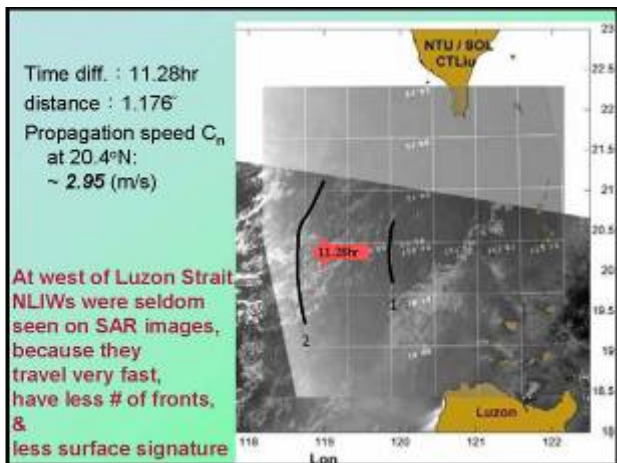 Time diff. : 11.28hr
distance : 1.176°
Propagation speed Cn
at 20.4°N:
~ 2.95 (m/s)
At west of Luzon Strait
NLIWs were seldom
seen on SAR images,
because they
travel very fast,
have less # of fronts,
&
less surface signature
NTU / SOL
CTLiu
11.28hr
1
2
Luzon
23
22.5
22
21.5
21
20.5
20
19.5
19
18.5
18
118
119
120
121
122
Lon